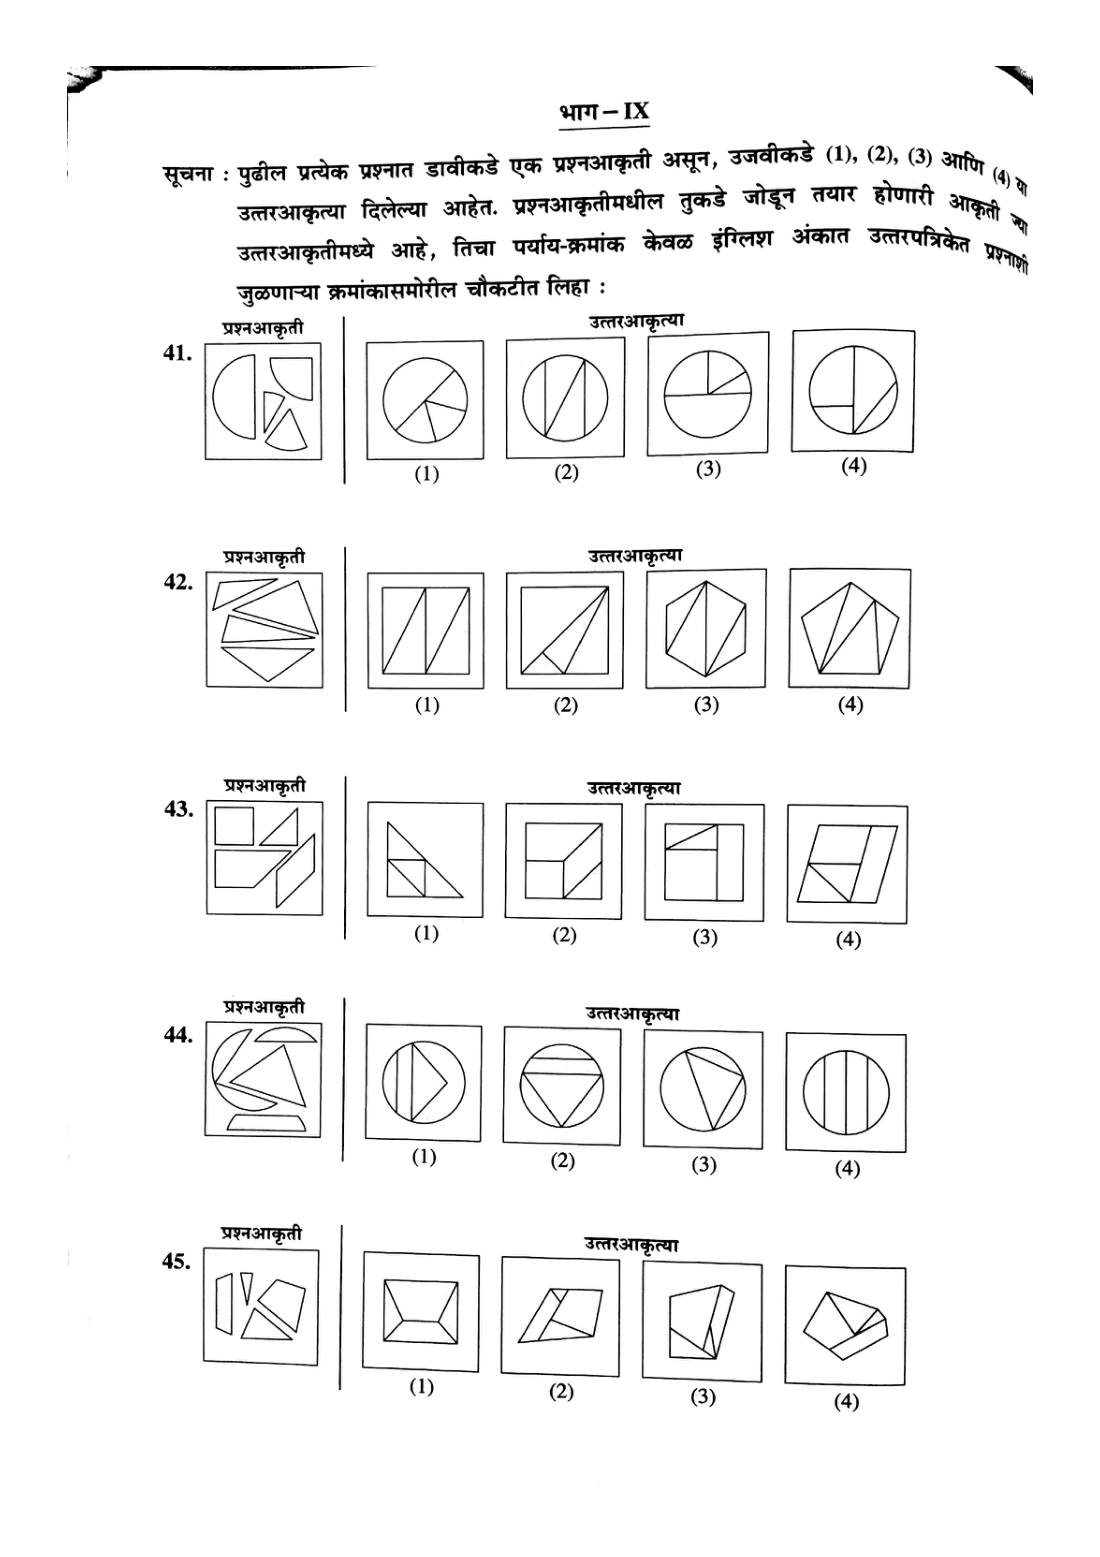 भाग – IX
सूचना : पुढील प्रत्येक प्रश्नात डावीकडे एक प्रश्नआकृती असून, उजवीकडे (1), (2), (3) आणि (4) या
उत्तरआकृत्या दिलेल्या आहेत. प्रश्नआकृतीमधील तुकडे जोडून तयार होणारी आकृती ज्या
उत्तरआकृतीमध्ये आहे, तिचा पर्याय-क्रमांक केवळ इंग्लिश अंकात उत्तरपत्रिकेत प्रश्नाशी
जुळणाऱ्या क्रमांकासमोरील चौकटीत लिहा :
प्रश्नआकृती उत्तरआकृत्या
41.
(1) (2) (3) (4)
प्रश्नआकृती उत्तरआकृत्या
42.
(1) (2) (3) (4)
प्रश्नआकृती उत्तरआकृत्या
43.
(1) (2) (3) (4)
प्रश्नआकृती उत्तरआकृत्या
44.
(1) (2) (3) (4)
प्रश्नआकृती उत्तरआकृत्या
45.
(1) (2) (3) (4)